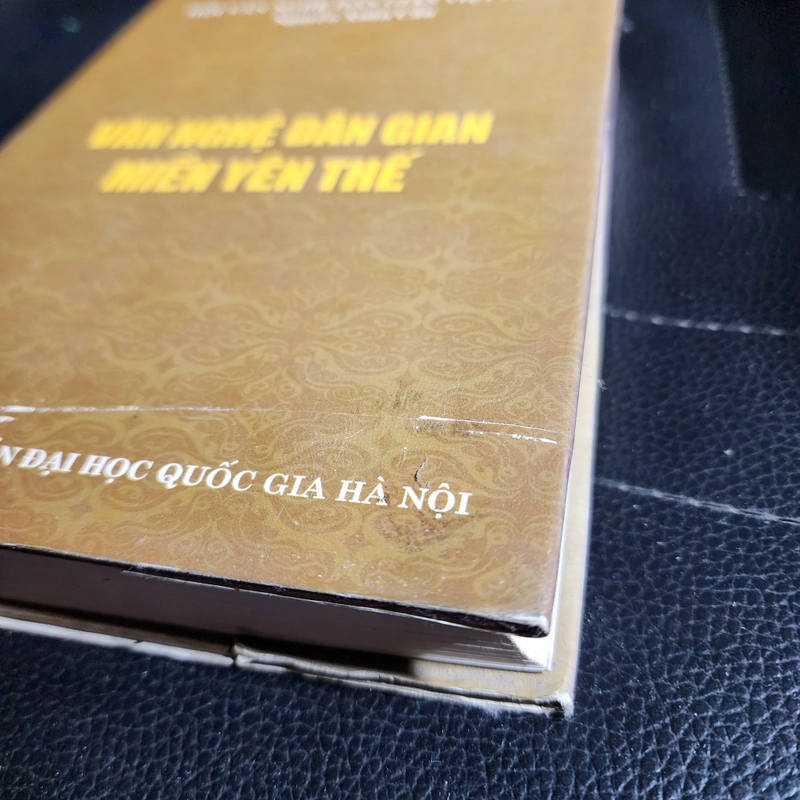 VĂN NGHỆ DÂN GIAN
MIỀN YÊN THẾ
ĐẠI HỌC QUỐC GIA HÀ NỘI